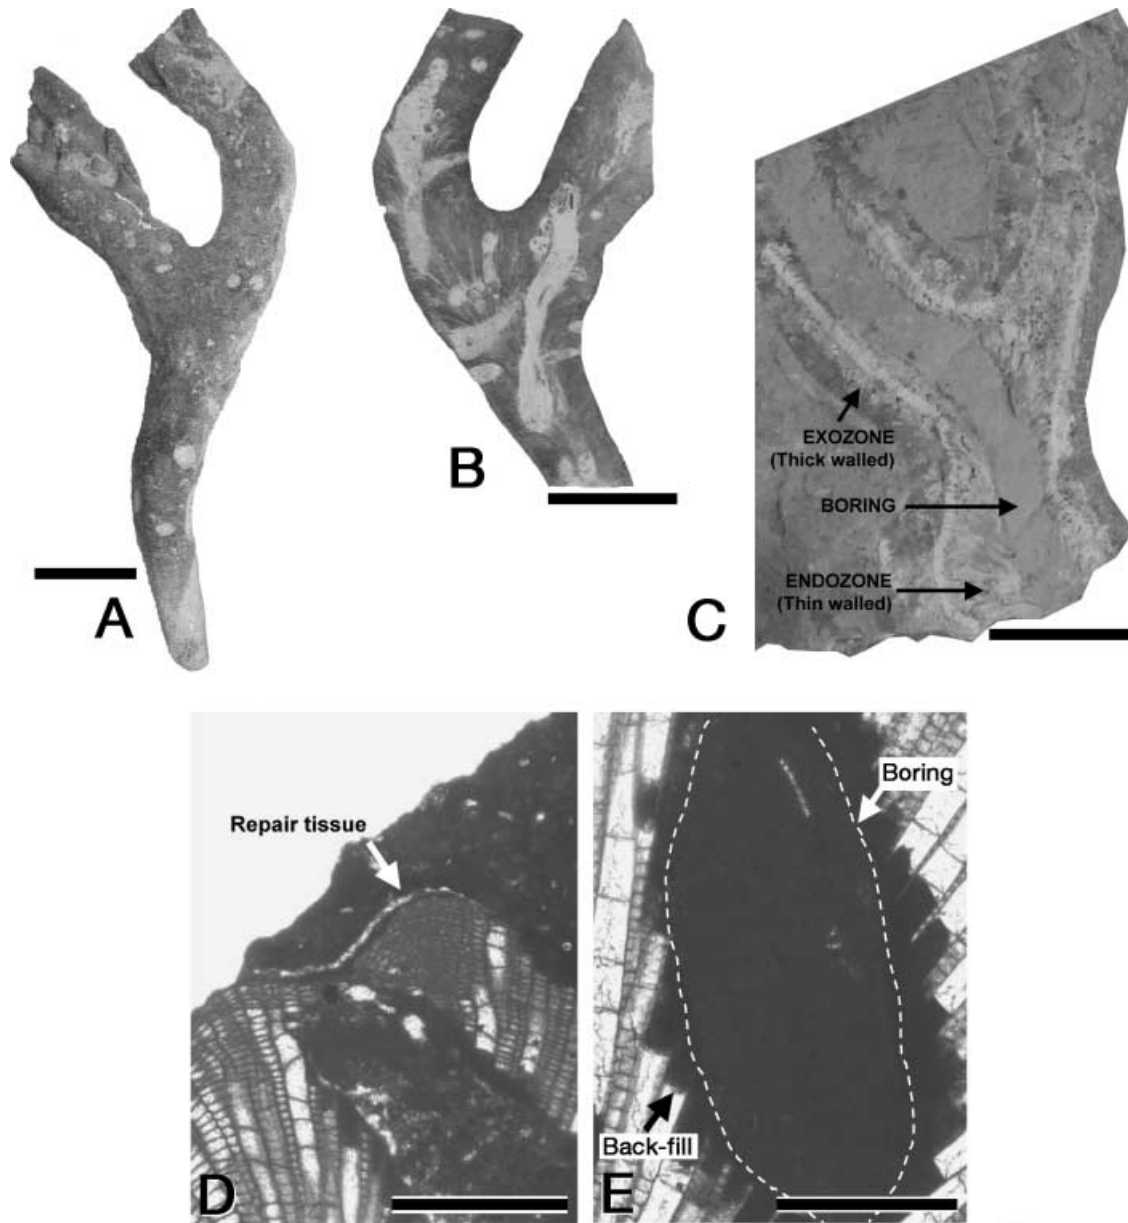 A
B
C
EXOZONE
(Thick walled)
BORING
ENDOZONE
(Thin walled)
D
Repair tissue
E
Boring
Back-fill